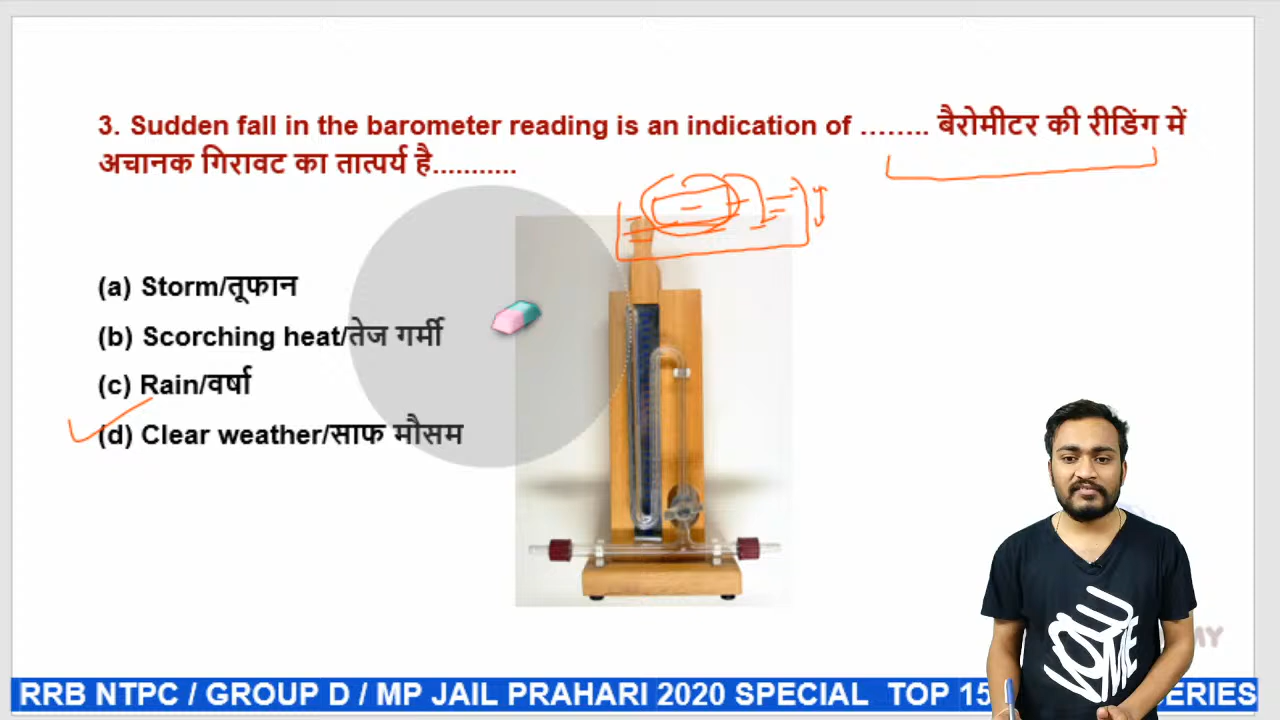 3. Sudden fall in the barometer reading is an indication of …….. बैरोमीटर की रीडिंग में
अचानक गिरावट का तात्पर्य है...........
(a) Storm/तूफान
(b) Scorching heat/तेज गर्मी
(c) Rain/वर्षा
(d) Clear weather/साफ मौसम
RRB NTPC / GROUP D / MP JAIL PRAHARI 2020 SPECIAL TOP 15